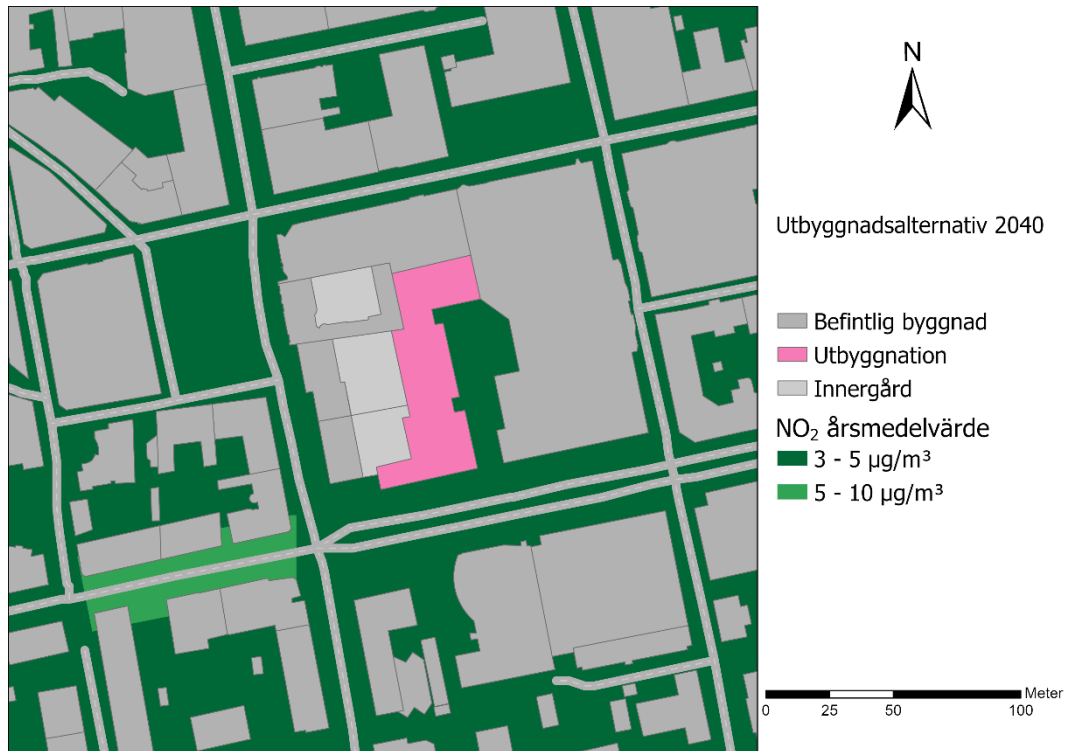 N
Utbyggnadsalternativ 2040
Befintlig byggnad
Utbyggnation
Innergård
NO₂ årsmedelvärde
3 - 5 µg/m³
5 - 10 µg/m³
Meter
0 25 50 100